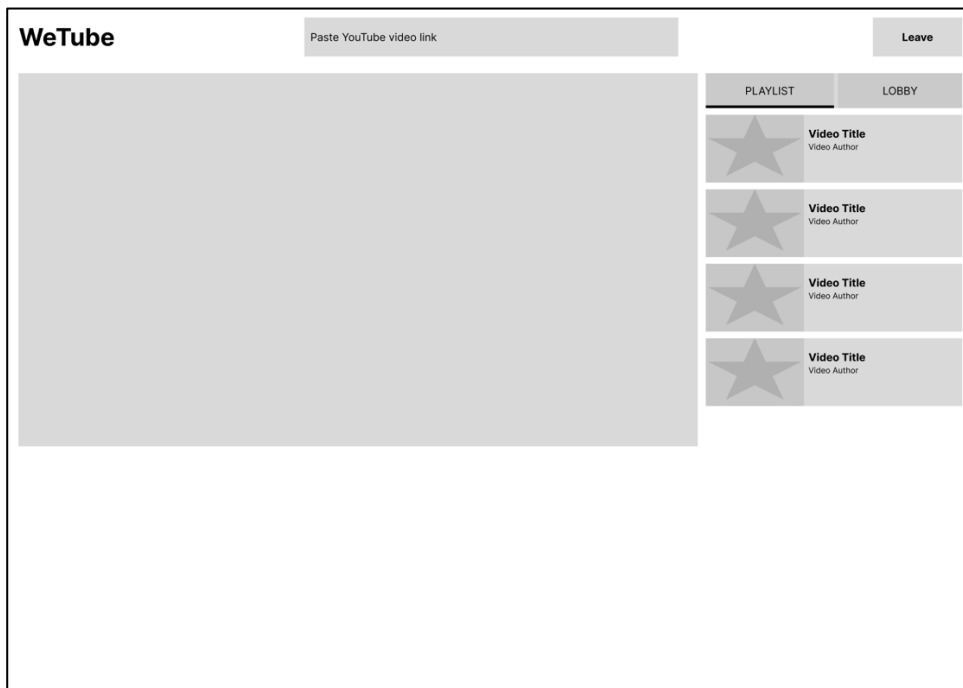 WeTube
Paste YouTube video link
Leave
PLAYLIST
LOBBY
Video Title
Video Author
Video Title
Video Author
Video Title
Video Author
Video Title
Video Author